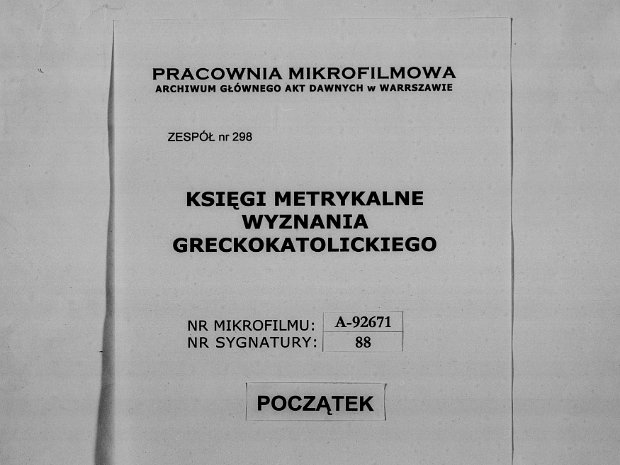 PRACOWNIA MIKROFILMOWA
ARCHIWUM GŁÓWNEGO AKT DAWNYCH w WARRSZAWIE
ZESPÓŁ nr 298
KSIĘGI METRYKALNE
WYZNANIA
GRECKOKATOLICKIEGO
NR MIKROFILMU: A-92671
NR SYGNATURY: 88
POCZĄTEK